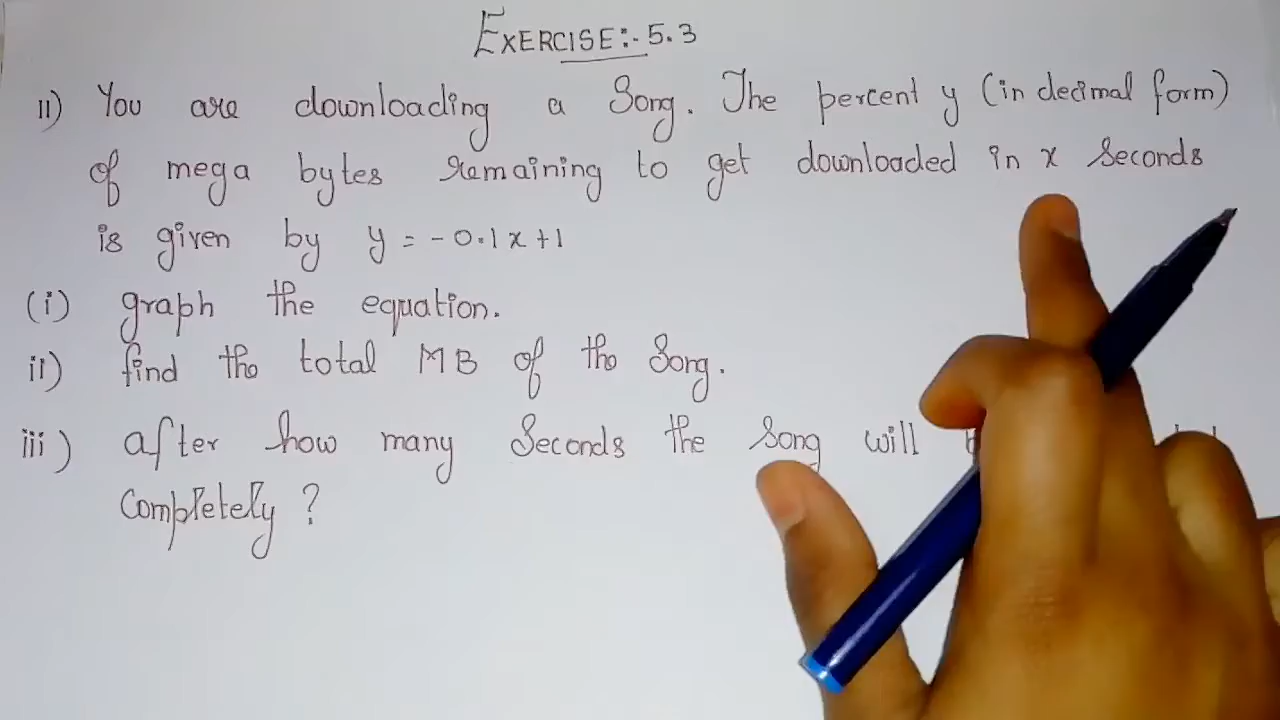 EXERCISE:- 5.3
11) You are downloading a Song. The percent y (in decimal form)
of mega bytes remaining to get downloaded in x seconds
is given by y = -0.1x+1
(i) graph the equation.
ii) find the total MB of the Song.
iii) after how many Seconds the Song will
Completely ?